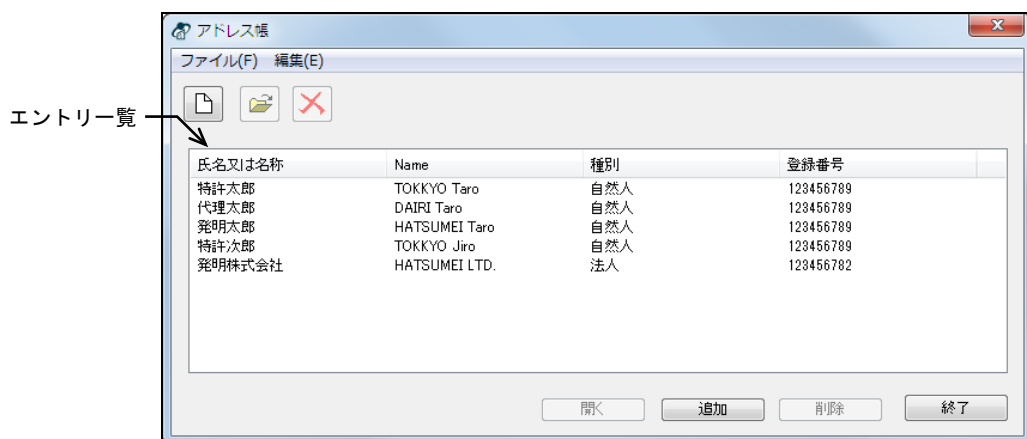 アドレス帳
ファイル(F) 編集(E)
エントリ一覧
氏名又は名称 Name 種別 登録番号
特許太郎 TOKKYO Taro 自然人 123456789
代理太郎 DAIRI Taro 自然人 123456789
発明太郎 HATSUMEI Taro 自然人 123456789
特許次郎 TOKKYO Jiro 自然人 123456789
発明株式会社 HATSUMEI LTD. 法人 123456782
開く 追加 削除 終了